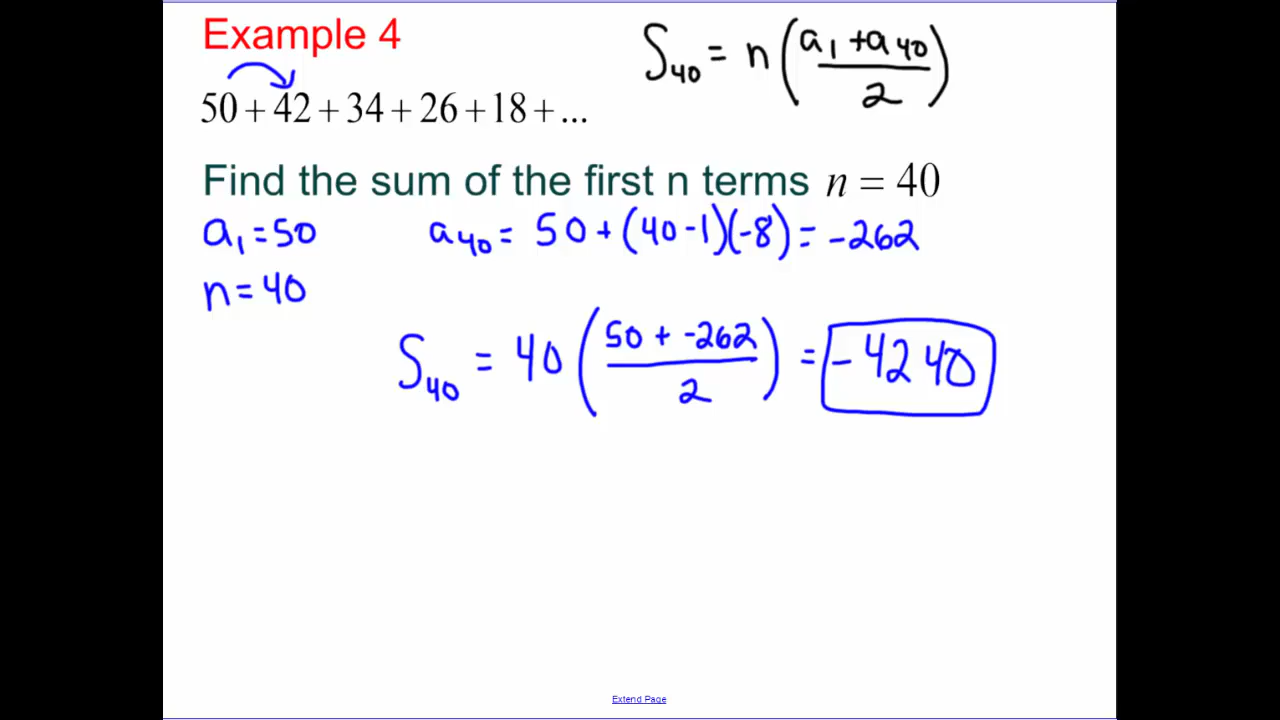 Example 4
S₄₀ = n((a₁ + a₄₀)/2)
50 + 42 + 34 + 26 + 18 + ...
Find the sum of the first n terms n = 40
a₁ = 50 a₄₀ = 50 + (40 - 1)(-8) = -262
n = 40
S₄₀ = 40((50 + -262)/2) = -4240
Extend Page